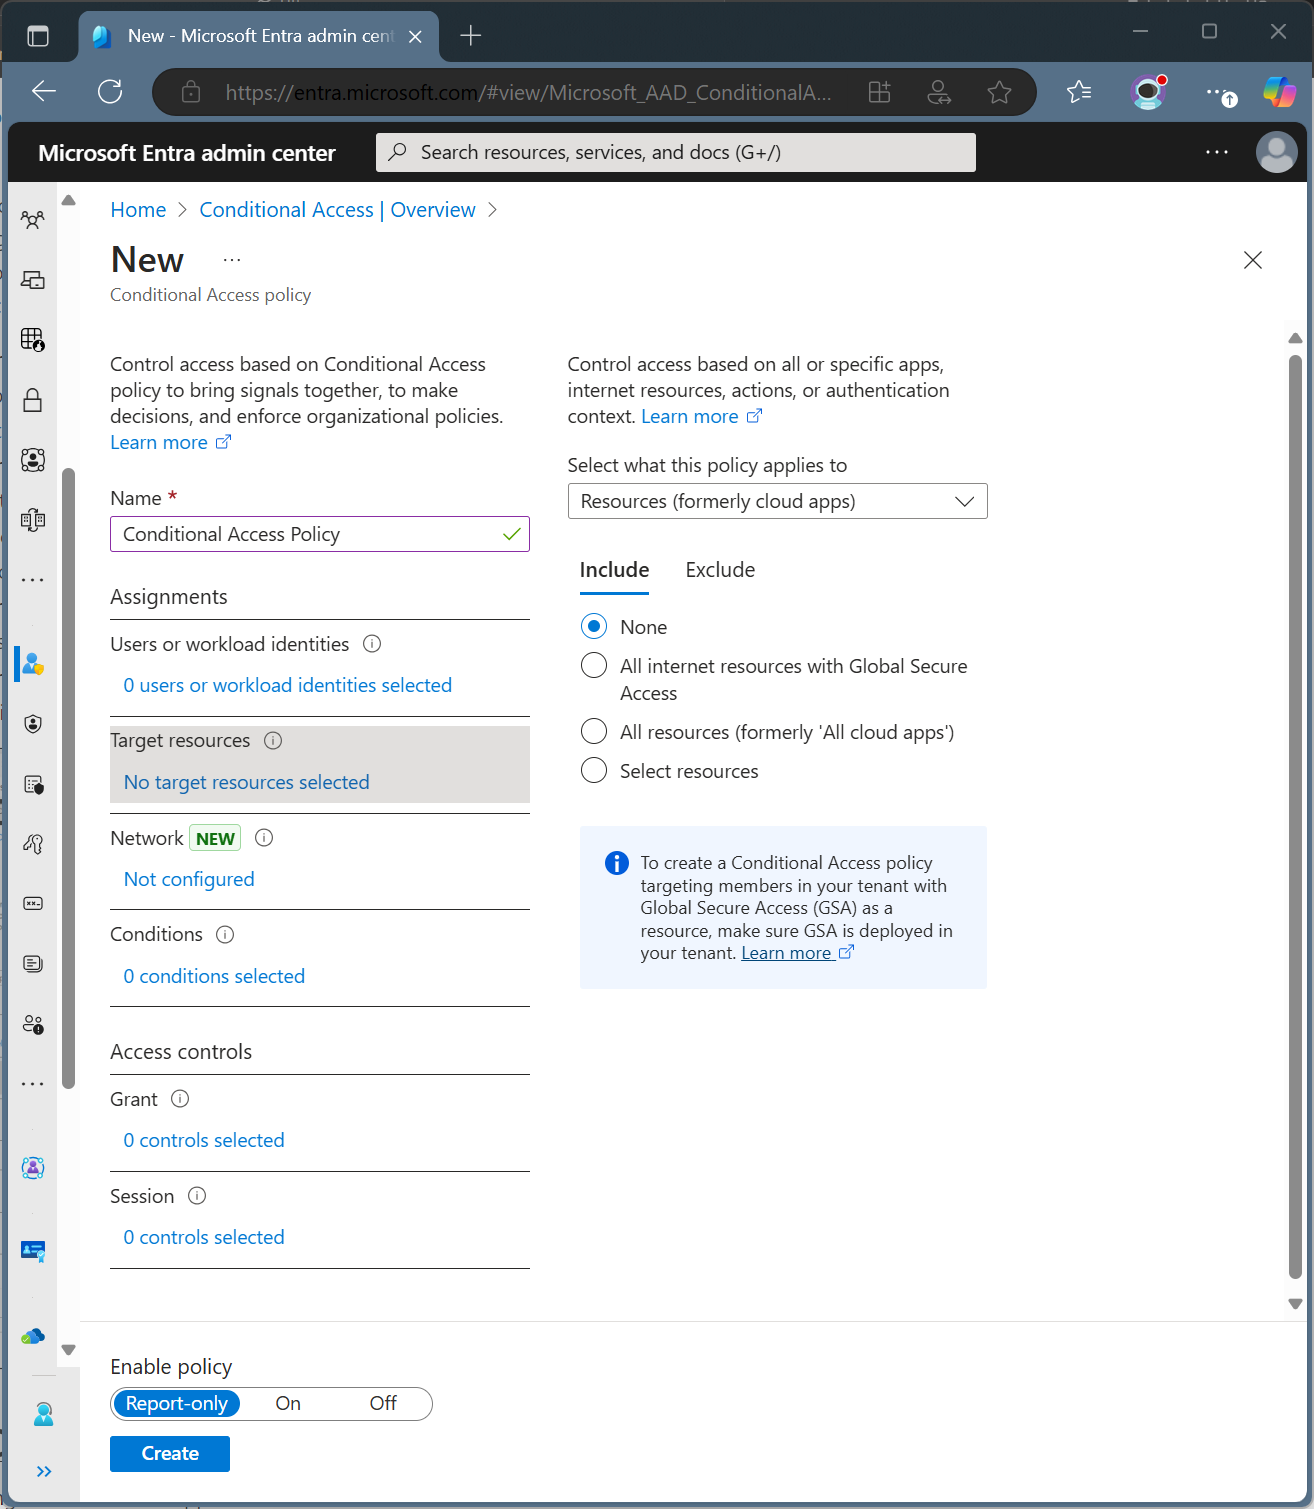 New - Microsoft Entra admin cent
https://entra.microsoft.com/#view/Microsoft_AAD_ConditionalA...
Microsoft Entra admin center
Search resources, services, and docs (G+/)
Home > Conditional Access | Overview >
New ...
Conditional Access policy
Control access based on Conditional Access
policy to bring signals together, to make
decisions, and enforce organizational policies.
Learn more
Name *
Conditional Access Policy
Assignments
Users or workload identities
0 users or workload identities selected
Target resources
No target resources selected
Network NEW
Not configured
Conditions
0 conditions selected
Access controls
Grant
0 controls selected
Session
0 controls selected
Control access based on all or specific apps,
internet resources, actions, or authentication
context. Learn more
Select what this policy applies to
Resources (formerly cloud apps)
Include Exclude
None
All internet resources with Global Secure
Access
All resources (formerly 'All cloud apps')
Select resources
To create a Conditional Access policy
targeting members in your tenant with
Global Secure Access (GSA) as a
resource, make sure GSA is deployed in
your tenant. Learn more
Enable policy
Report-only On Off
Create